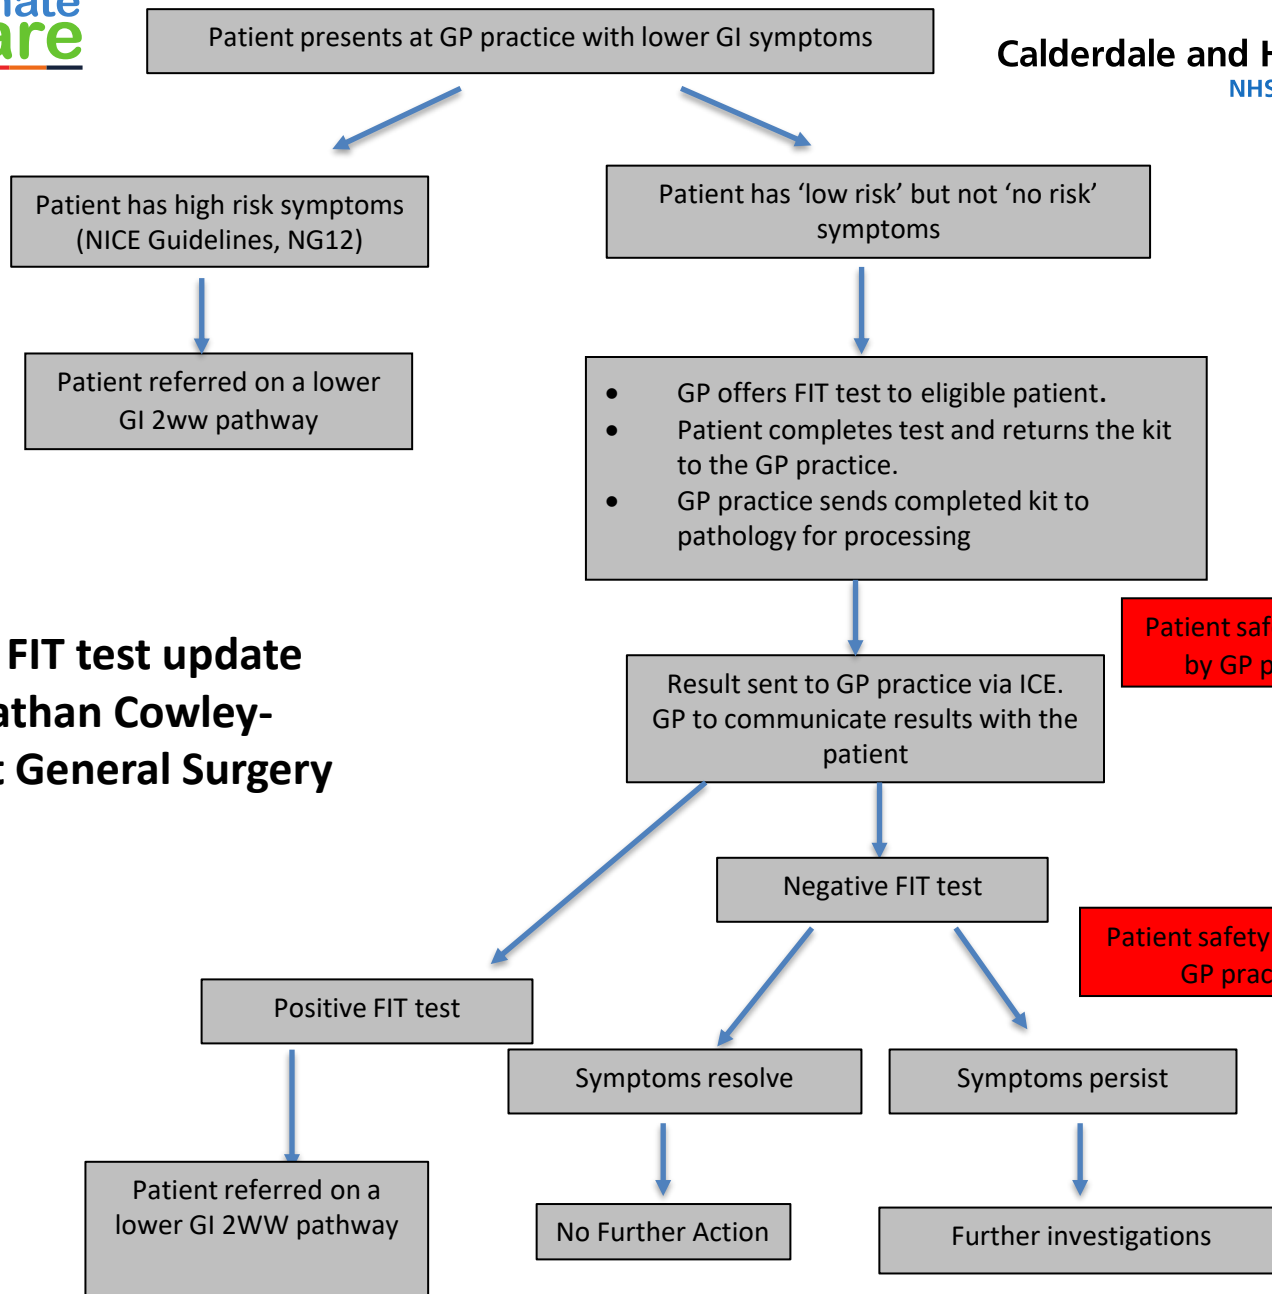 are
Patient presents at GP practice with lower GI symptoms
Calderdale and H
NHS
Patient has high risk symptoms
(NICE Guidelines, NG12)
Patient has ‘low risk’ but not ‘no risk’
symptoms
Patient referred on a lower
GI 2ww pathway
• GP offers FIT test to eligible patient.
• Patient completes test and returns the kit
to the GP practice.
• GP practice sends completed kit to
pathology for processing
FIT test update
athan Cowley-
t General Surgery
Patient saf
by GP p
Result sent to GP practice via ICE.
GP to communicate results with the
patient
Negative FIT test
Patient safety
GP prac
Positive FIT test
Symptoms resolve
Symptoms persist
Patient referred on a
lower GI 2WW pathway
No Further Action
Further investigations